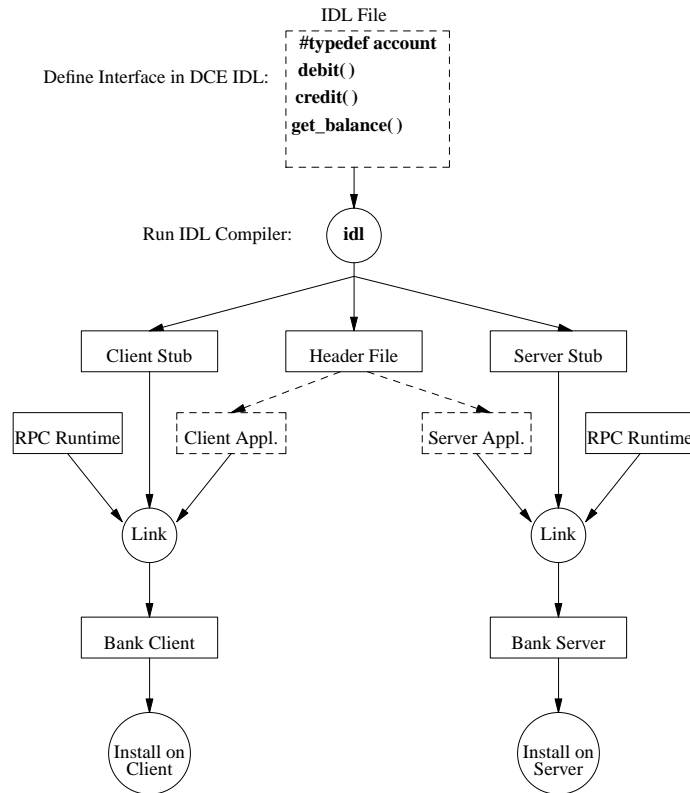 IDL File
#typedef account
Define Interface in DCE IDL:
debit( )
credit( )
get_balance( )
Run IDL Compiler:
idl
Client Stub
Header File
Server Stub
RPC Runtime
Client Appl.
Server Appl.
RPC Runtime
Link
Link
Bank Client
Bank Server
Install on
Client
Install on
Server